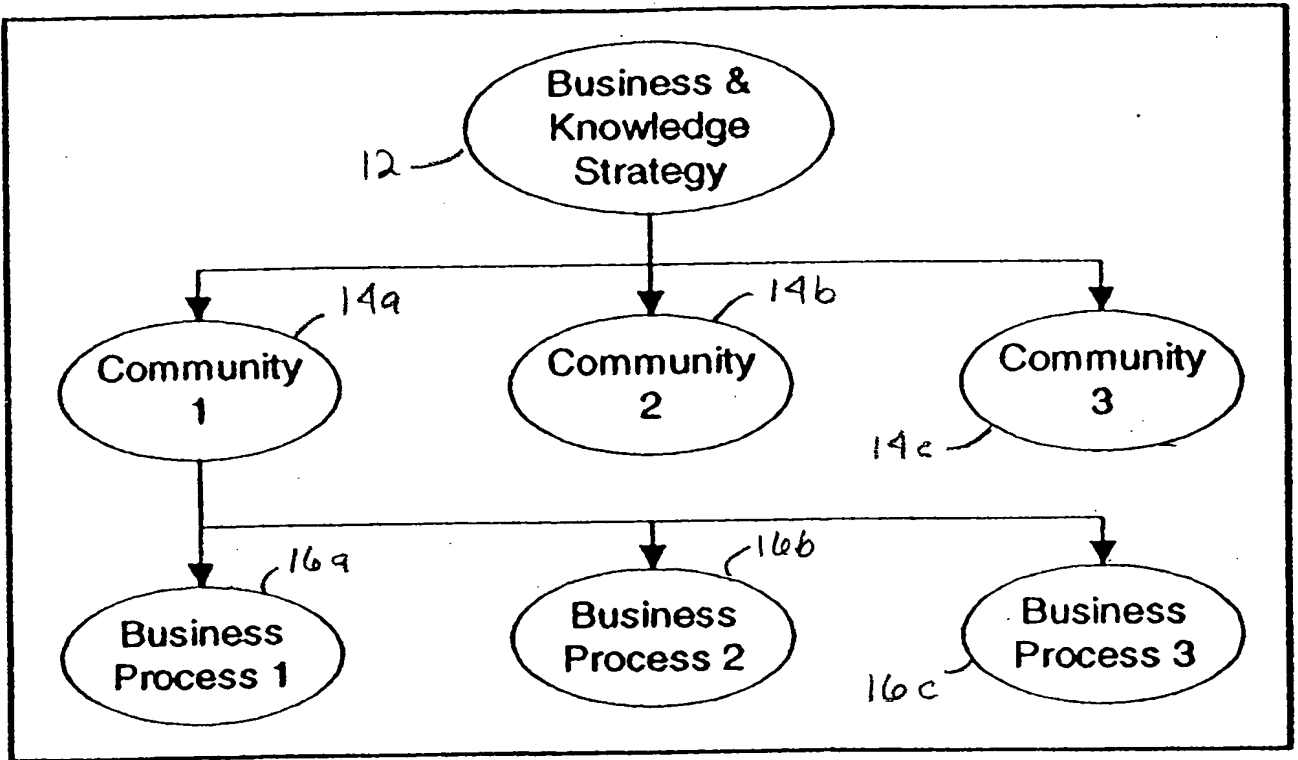 Business &
Knowledge
Strategy
12
14a
14b
Community
1
Community
2
Community
3
14c
16a
16b
Business
Process 1
Business
Process 2
Business
Process 3
16c